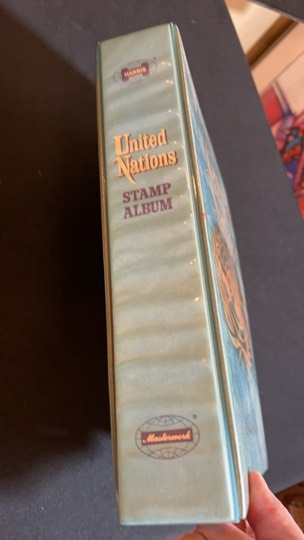 HARRIS
United
Nations
STAMP
ALBUM
®
Masterwork